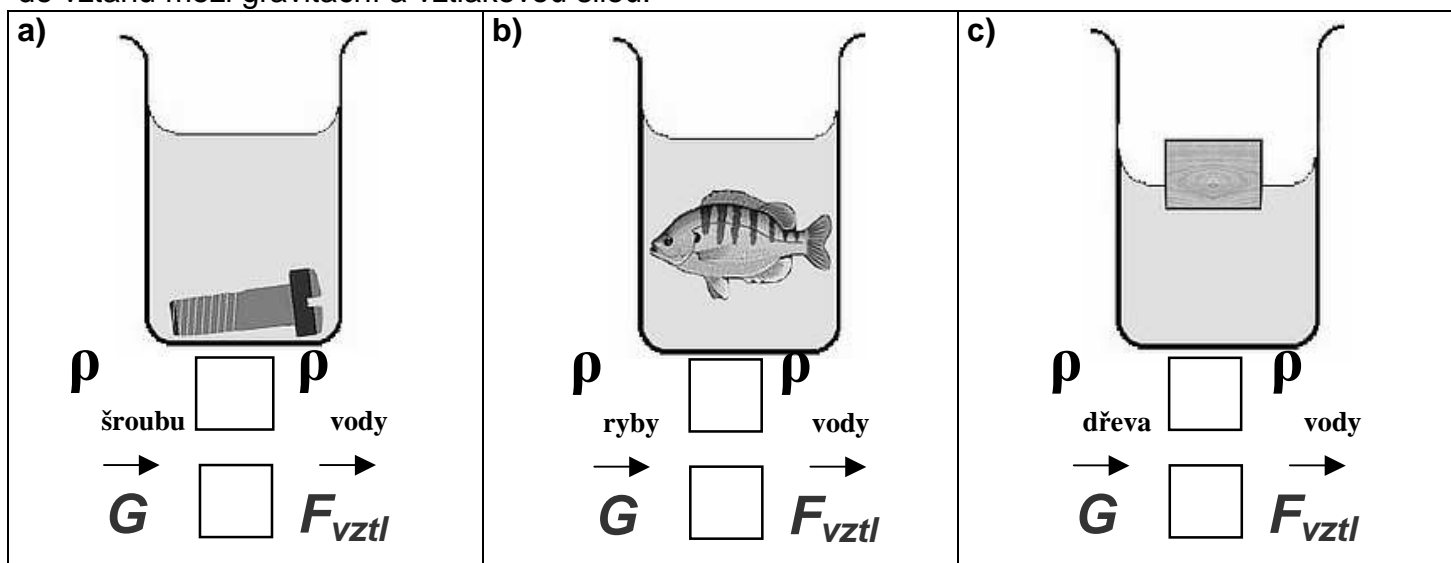 do vztahu mezi gravitační a vztlakovou silou.
a)
b)
c)
ρ ρ
šroubu vody
G F vztl
ρ ρ
ryby vody
G F vztl
ρ ρ
dřeva vody
G F vztl